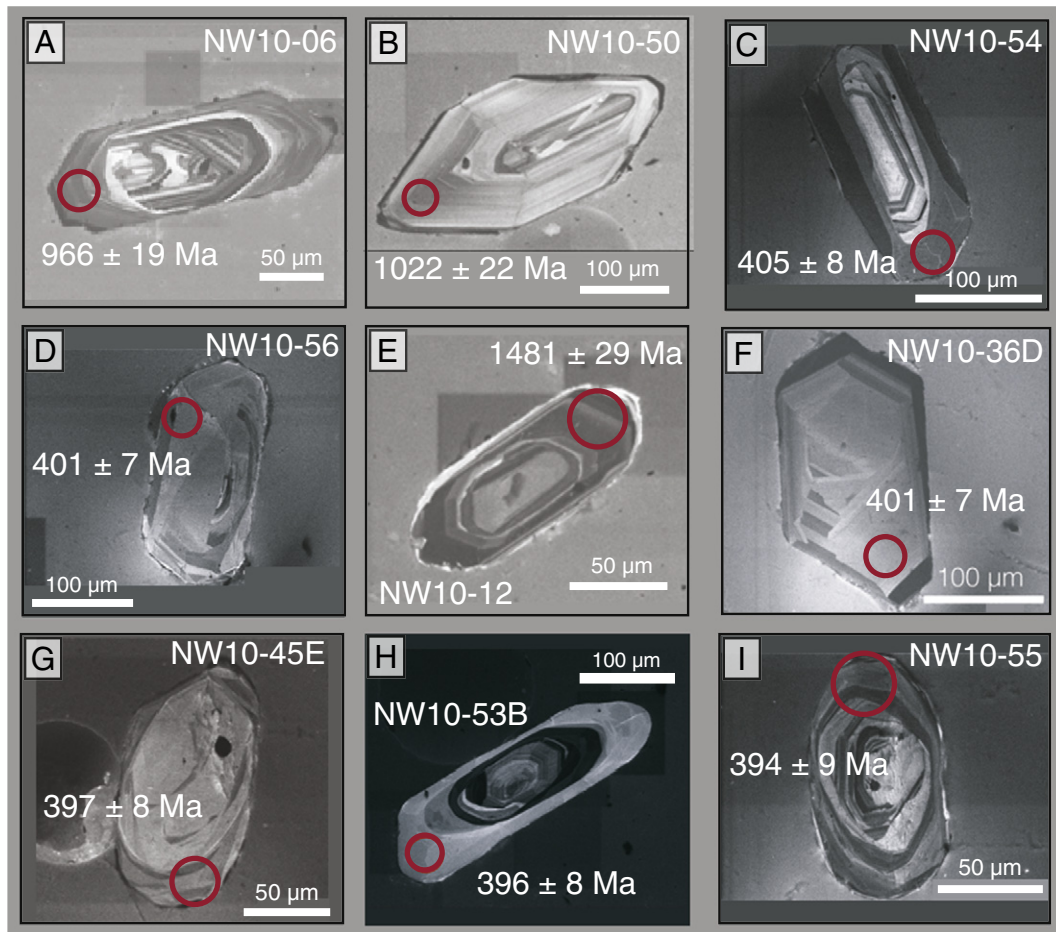 A
NW10-06
966 ± 19 Ma
50 µm
B
NW10-50
1022 ± 22 Ma
100 µm
C
NW10-54
405 ± 8 Ma
100 µm
D
NW10-56
401 ± 7 Ma
100 µm
E
1481 ± 29 Ma
50 µm
NW10-12
F
NW10-36D
401 ± 7 Ma
100 µm
G
NW10-45E
397 ± 8 Ma
50 µm
H
100 µm
NW10-53B
396 ± 8 Ma
I
NW10-55
394 ± 9 Ma
50 µm